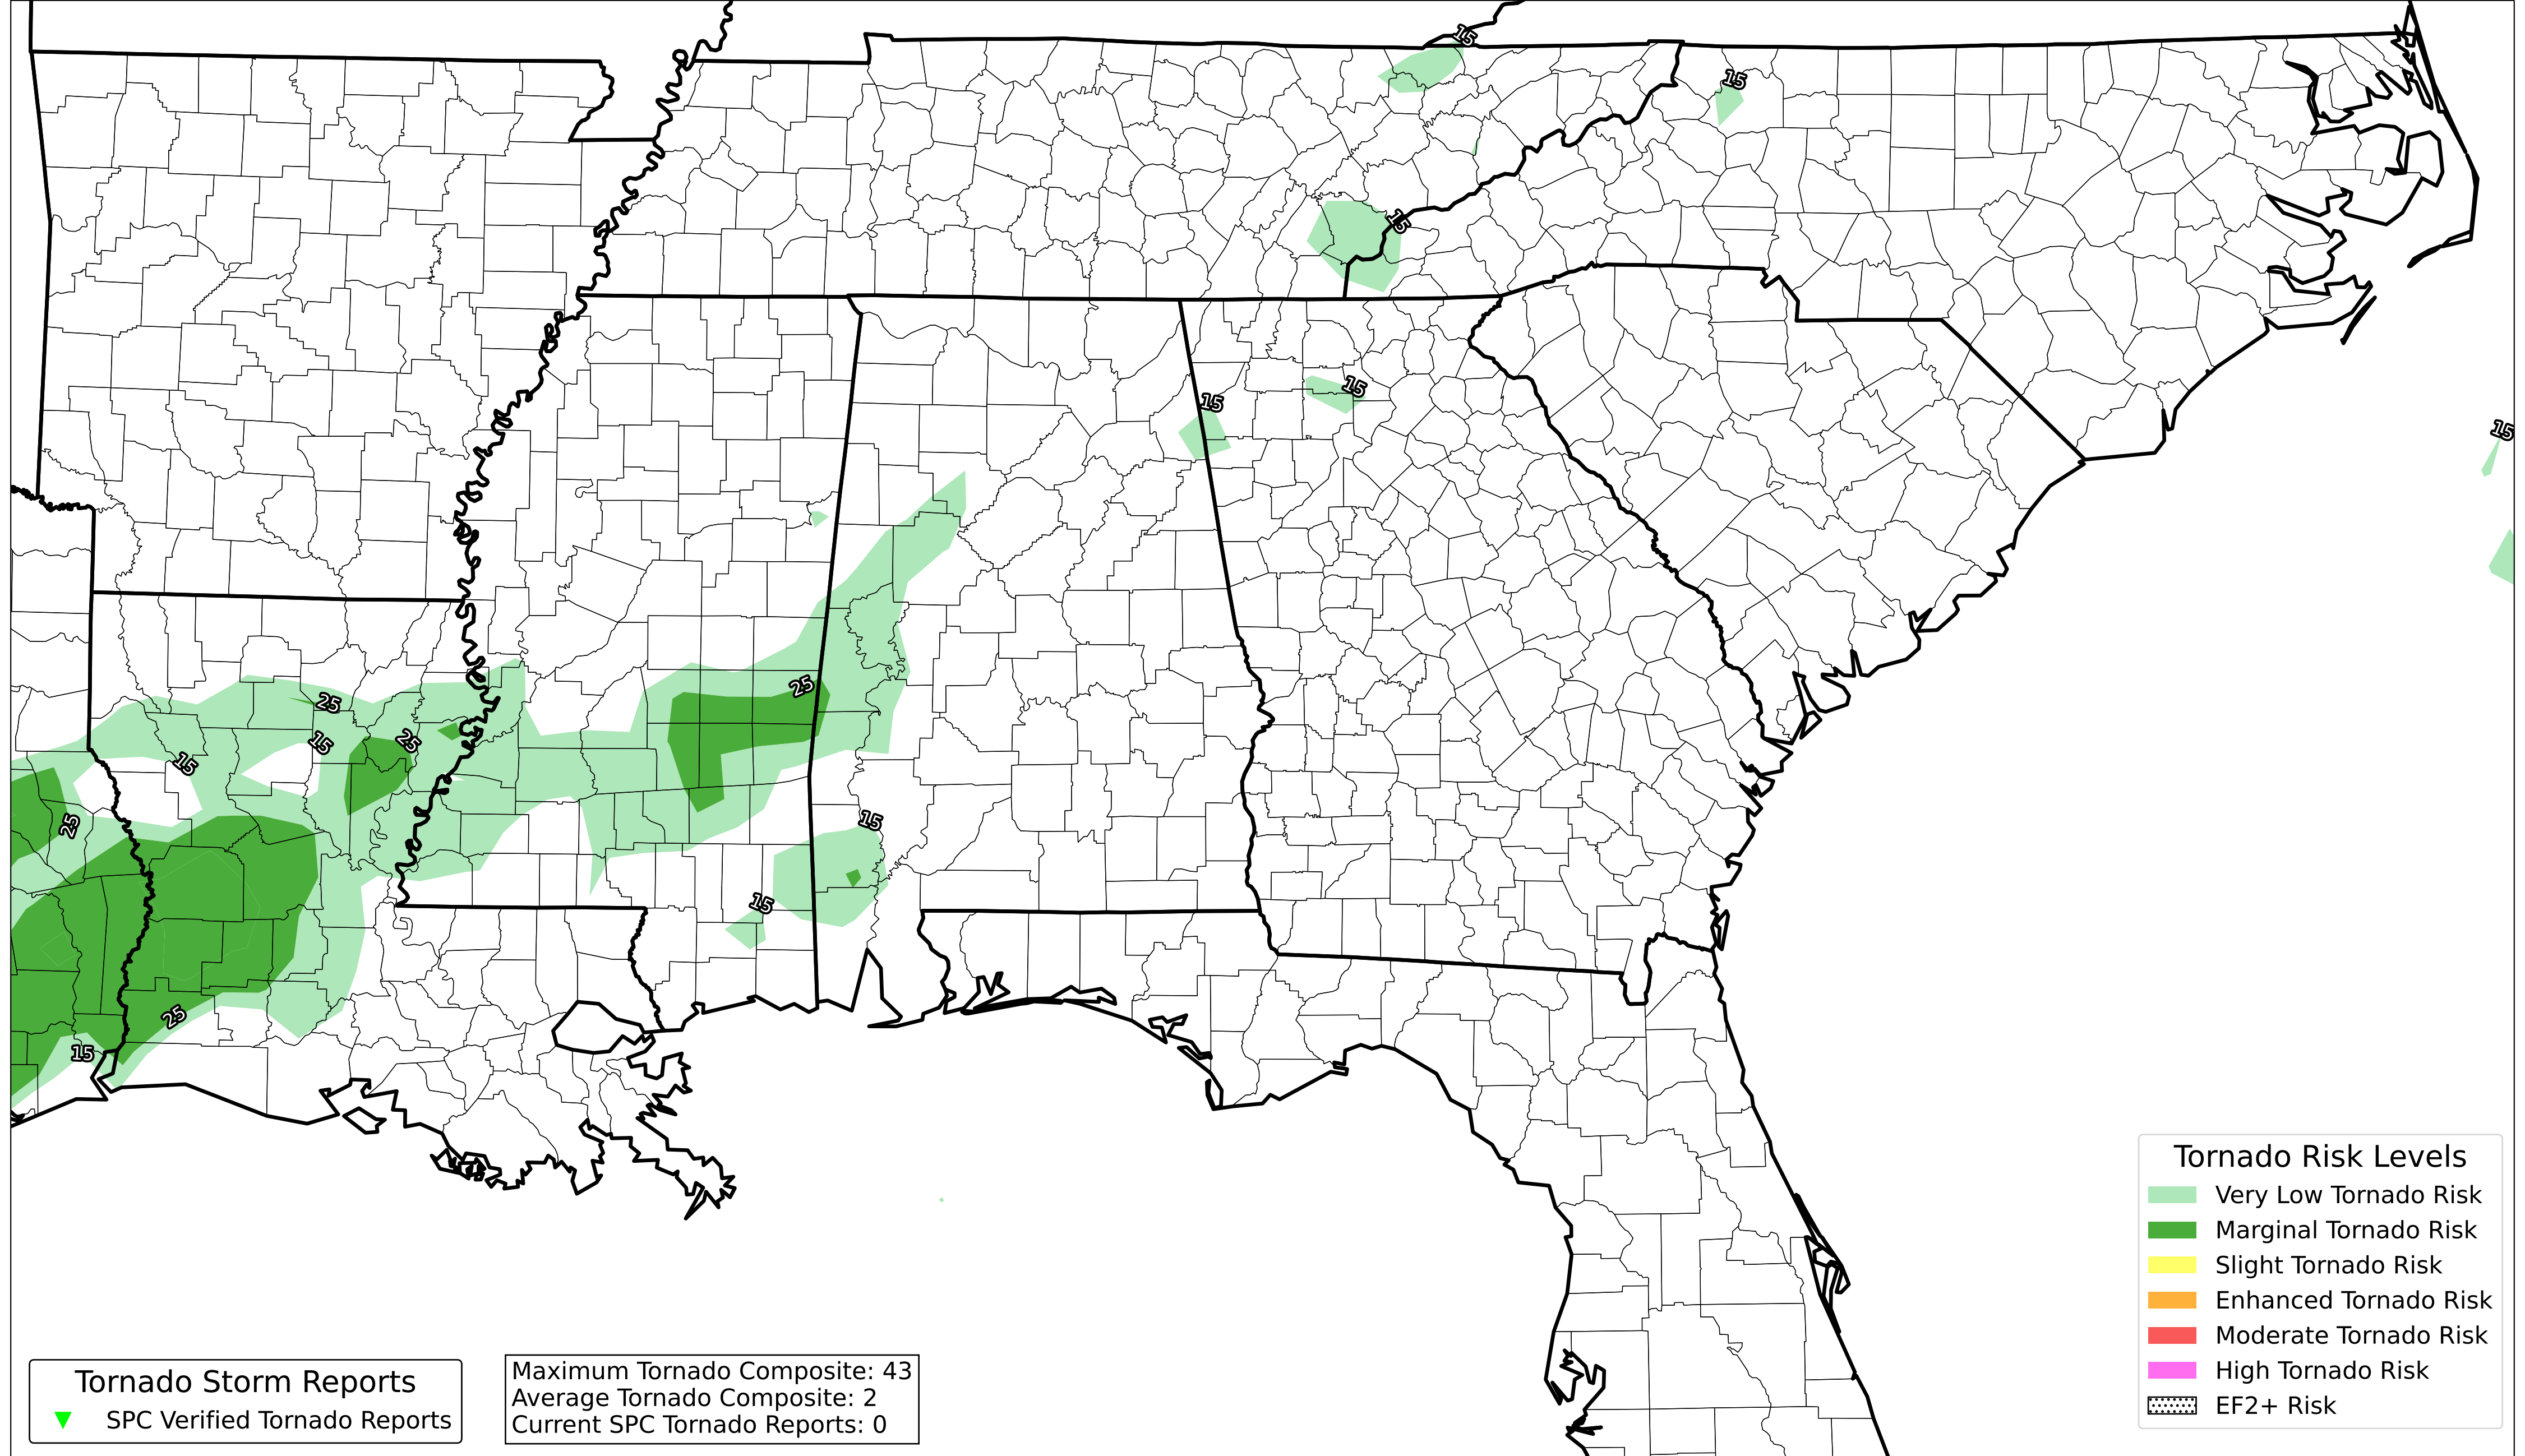 15
15
15
15
15
15
25
25
15
25
15
25
15
15
25
15
Tornado Risk Levels
Very Low Tornado Risk
Marginal Tornado Risk
Slight Tornado Risk
Enhanced Tornado Risk
Moderate Tornado Risk
High Tornado Risk
EF2+ Risk
Tornado Storm Reports
SPC Verified Tornado Reports
Maximum Tornado Composite: 43
Average Tornado Composite: 2
Current SPC Tornado Reports: 0